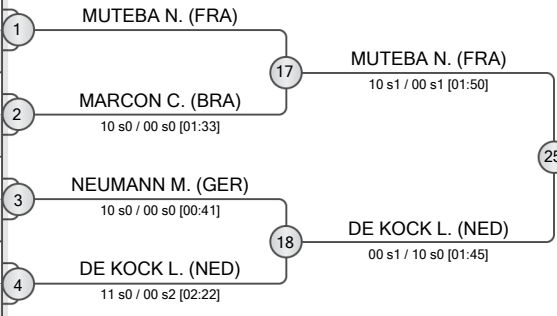 1
MUTEBA N. (FRA)
17
MUTEBA N. (FRA)
10 s1 / 00 s1 [01:50]
2
MARCON C. (BRA)
10 s0 / 00 s0 [01:33]
25
3
NEUMANN M. (GER)
10 s0 / 00 s0 [00:41]
18
DE KOCK L. (NED)
00 s1 / 10 s0 [01:45]
4
DE KOCK L. (NED)
11 s0 / 00 s2 [02:22]